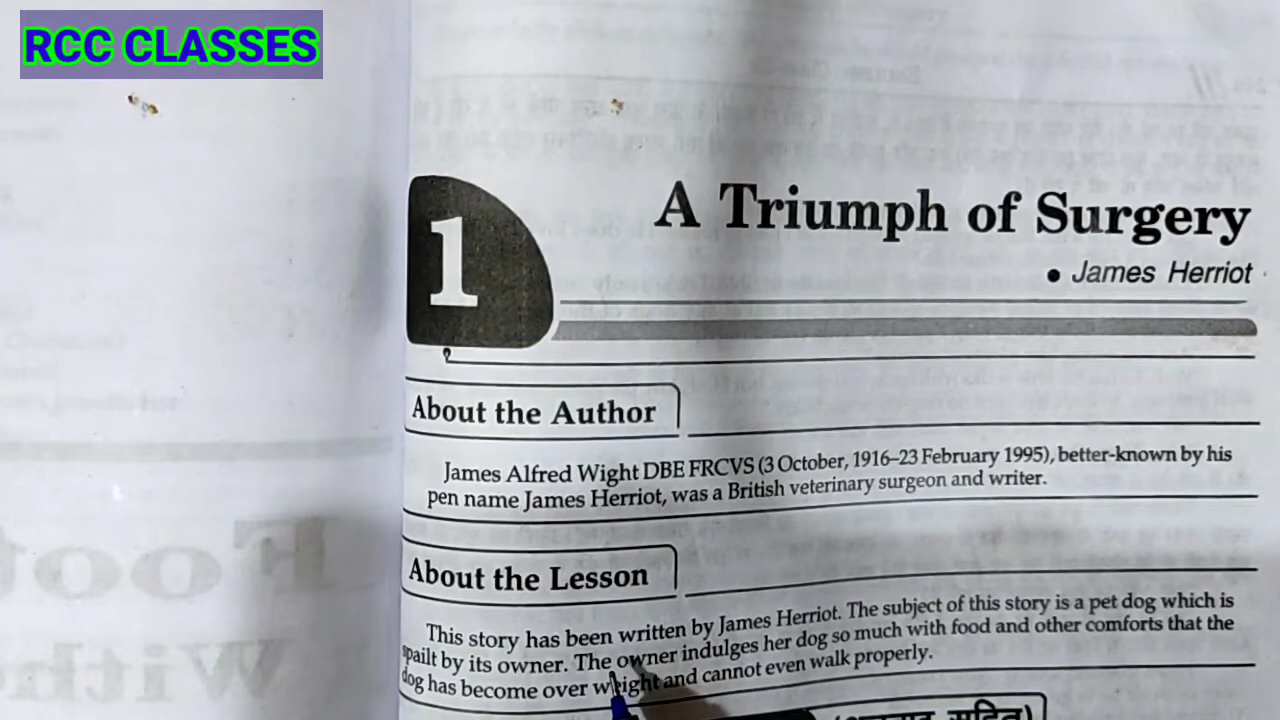 RCC CLASSES
1
A Triumph of Surgery
• James Herriot
About the Author
James Alfred Wight DBE FRCVS (3 October, 1916–23 February 1995), better-known by his
pen name James Herriot, was a British veterinary surgeon and writer.
About the Lesson
This story has been written by James Herriot. The subject of this story is a pet dog which is
spailt by its owner. The owner indulges her dog so much with food and other comforts that the
dog has become over weight and cannot even walk properly.